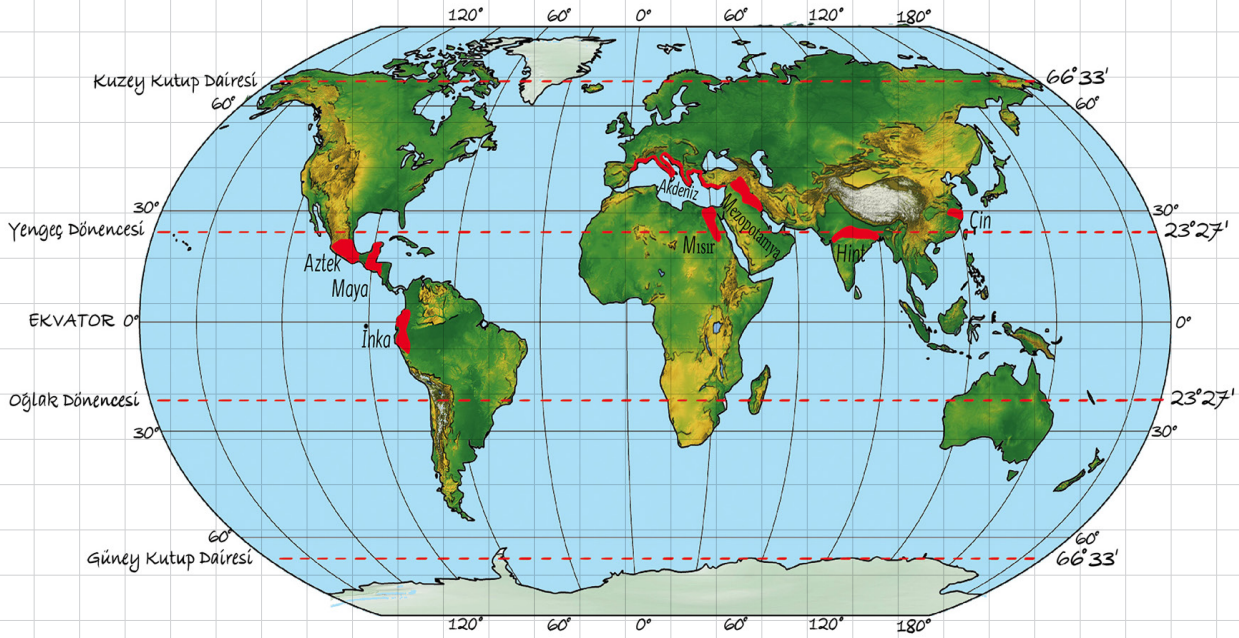 120° 60° 0° 60° 120° 180°
Kuzey Kutup Dairesi 66°33'
60° 60°
Akdeniz
Mezopotamya
30° 30°
Çin
Yengeç Dönencesi 23°27'
Mısır
Hint
Aztek
Maya
EKVATOR 0° 0°
İnka
Oğlak Dönencesi 23°27'
30° 30°
60° 60°
Güney Kutup Dairesi 66°33'
120° 60° 0° 60° 120° 180°